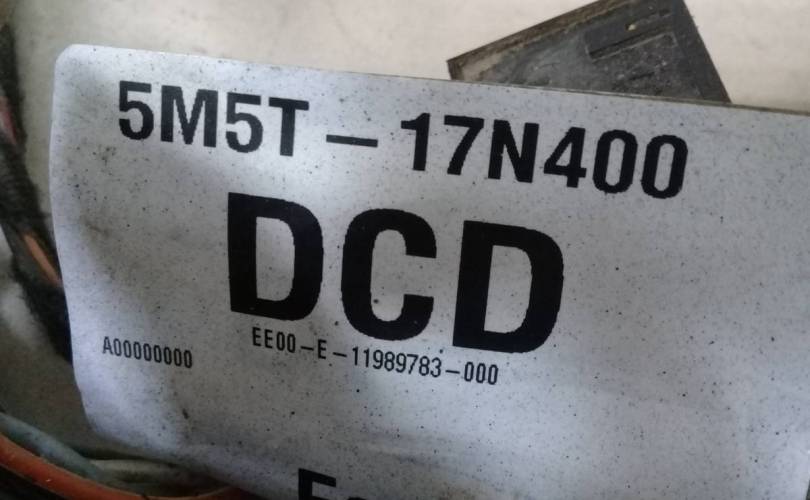 5M5T – 17N400
DCD
EE00-E-11989783-000
A00000000